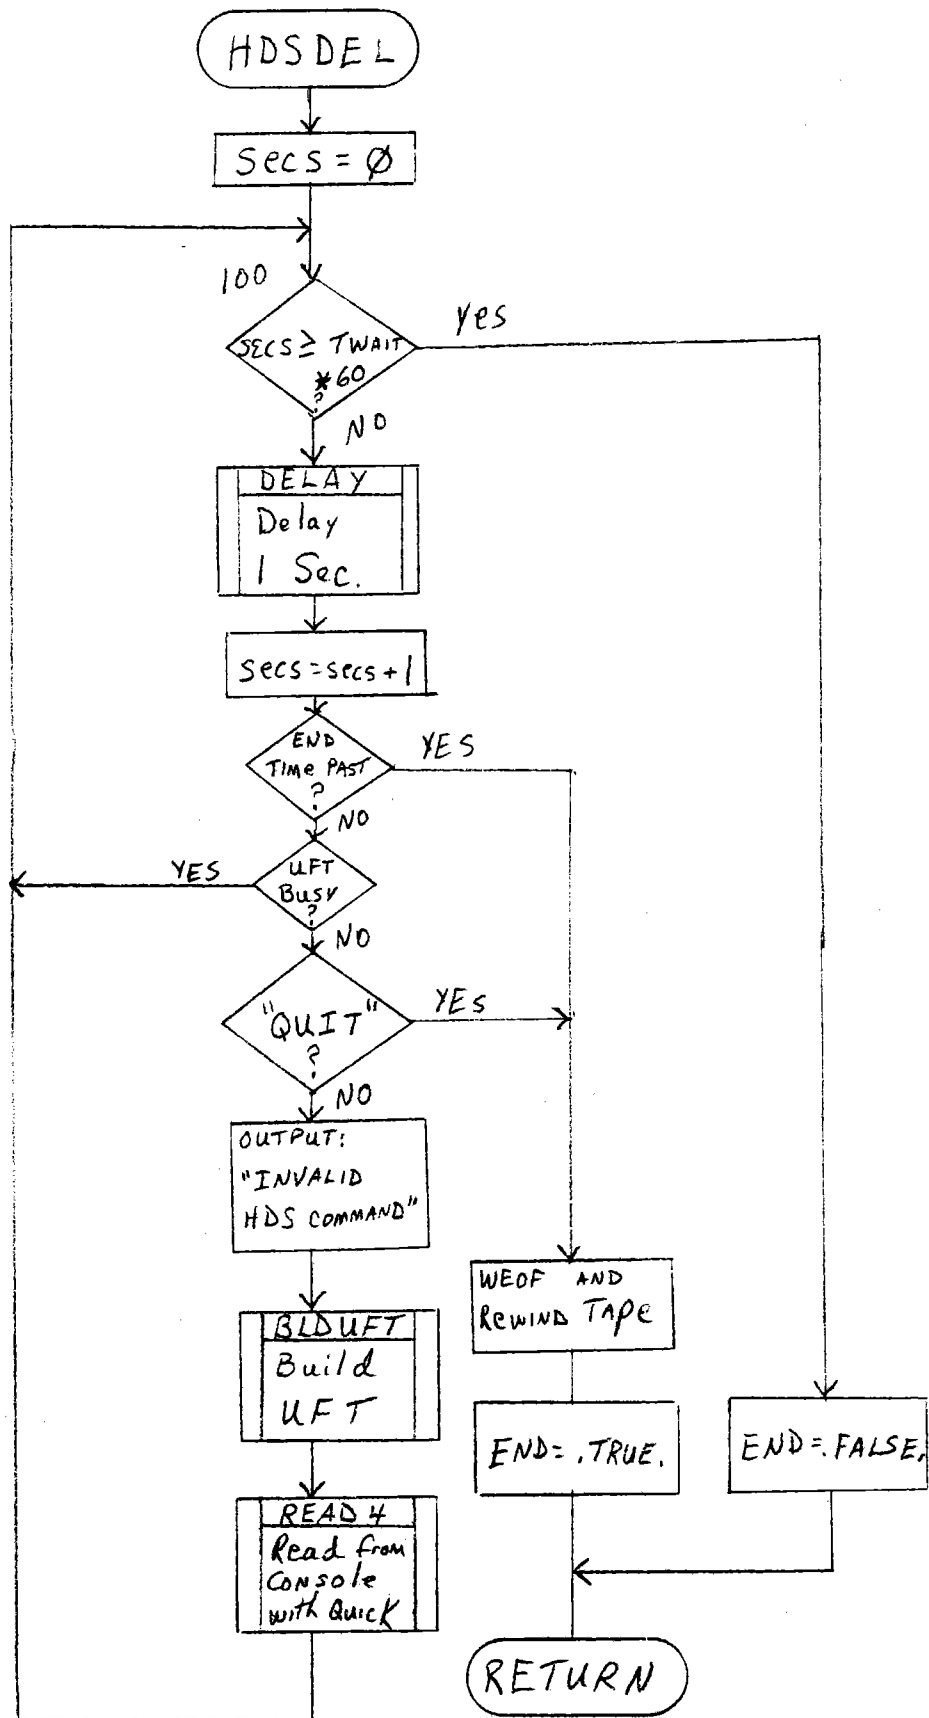 HDSDEL
Secs = Ø
100
SECS ≥ TWAIT
*60
?
Yes
NO
DELAY
Delay
1 Sec.
secs = secs + 1
END
TIMe PAST
?
YES
NO
UFT
Busy
?
YES
NO
"QUIT"
?
YES
NO
OUTPUT:
"INVALID
HDS COMMAND"
BLDUFT
Build
UFT
READ 4
Read from
Console
with Quick
WEOF AND
Rewind Tape
END = .TRUE.
END = .FALSE.
RETURN